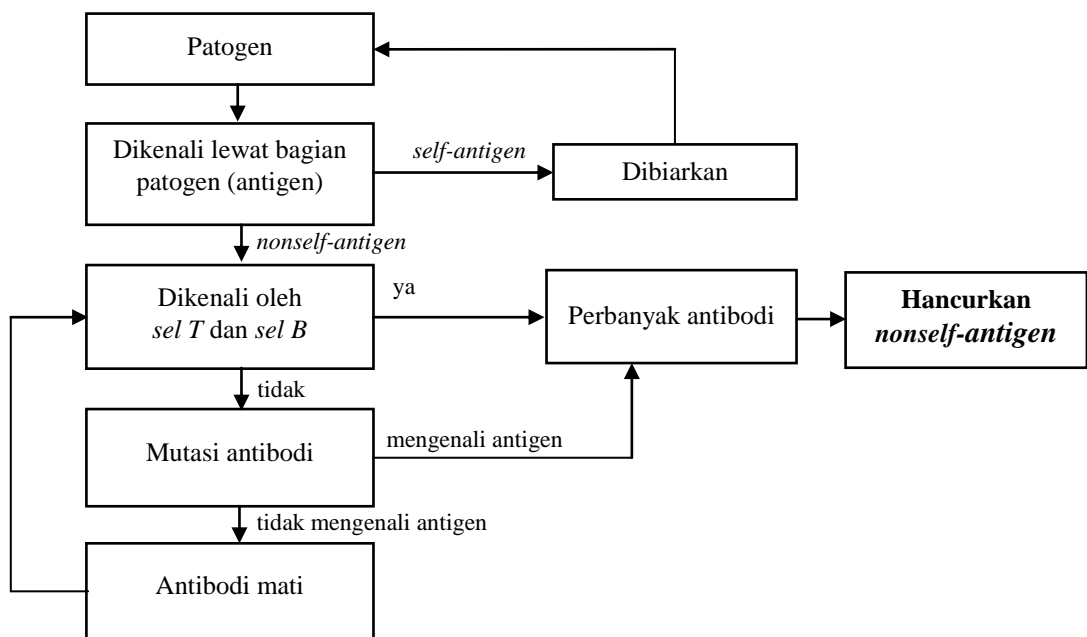 Patogen
Dikenali lewat bagian
patogen (antigen)
self-antigen
Dibiarkan
nonself-antigen
Dikenali oleh
sel T dan sel B
ya
Perbanyak antibodi
Hancurkan
nonself-antigen
tidak
Mutasi antibodi
mengenali antigen
tidak mengenali antigen
Antibodi mati